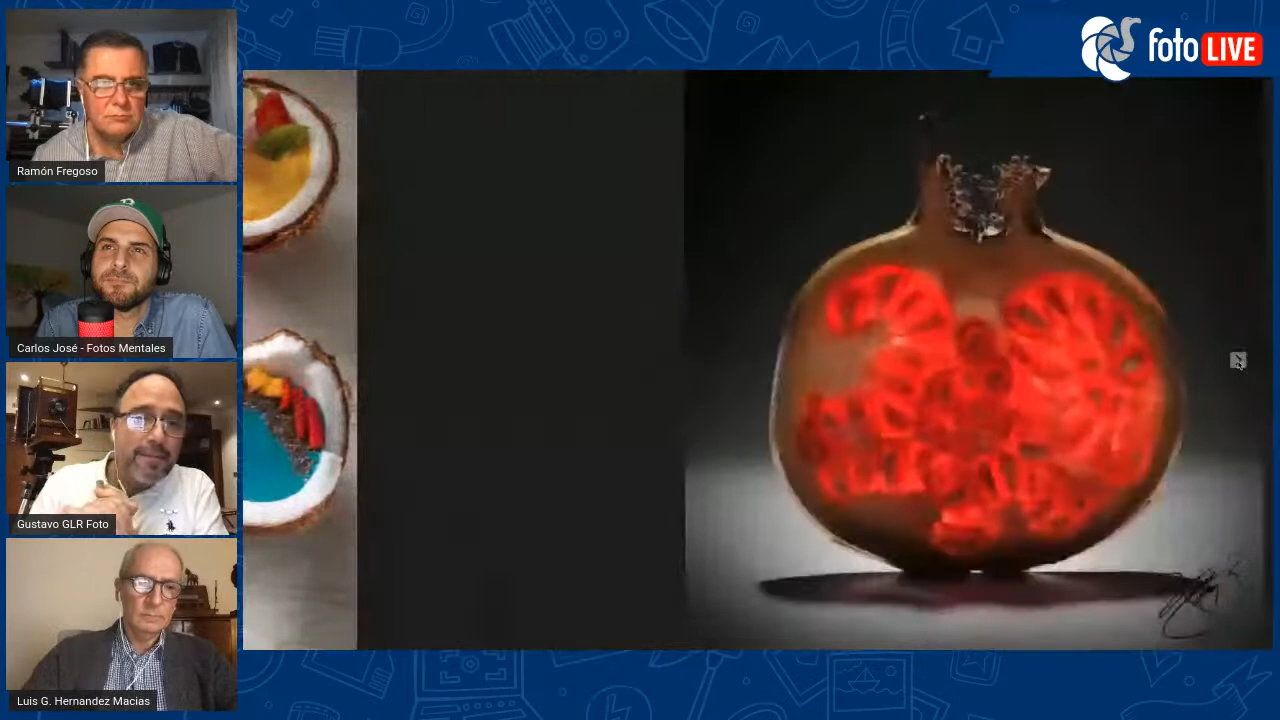 foto LIVE
Ramón Fregoso
Carlos José - Fotos Mentales
Gustavo GLR Foto
Luis G. Hernandez Macias